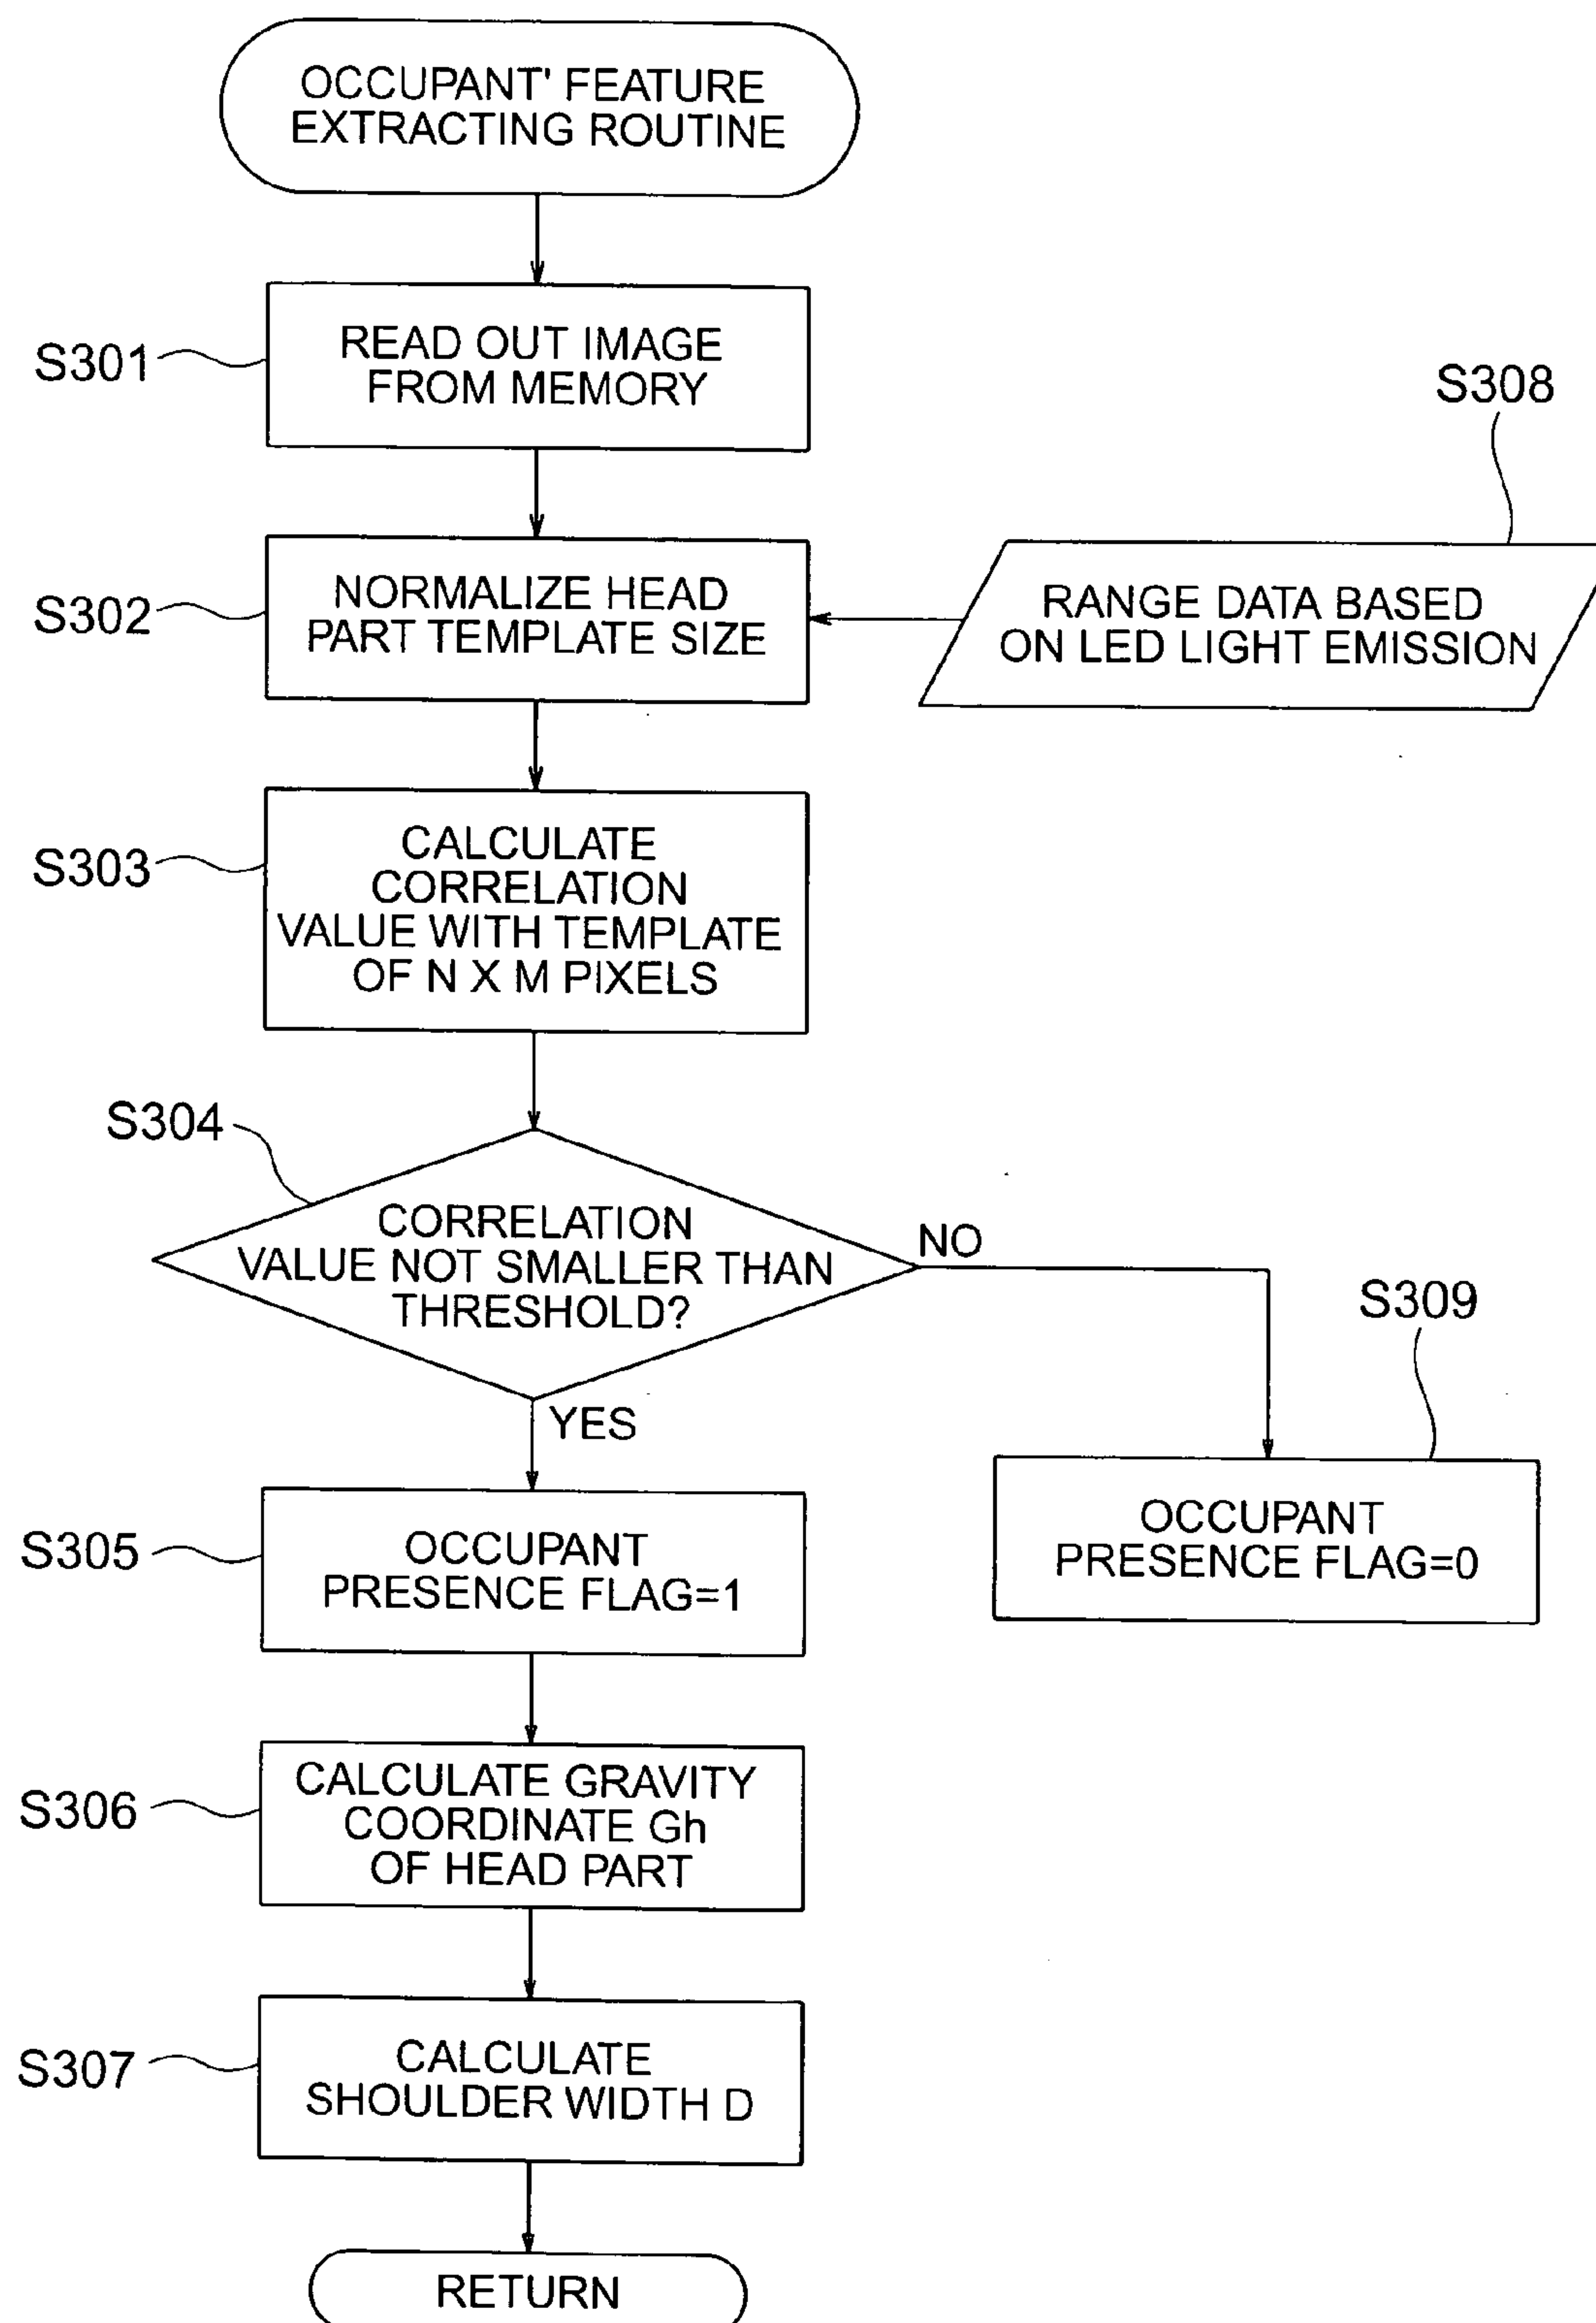 OCCUPANT' FEATURE
EXTRACTING ROUTINE
S301
READ OUT IMAGE
FROM MEMORY
S308
S302
NORMALIZE HEAD
PART TEMPLATE SIZE
RANGE DATA BASED
ON LED LIGHT EMISSION
S303
CALCULATE
CORRELATION
VALUE WITH TEMPLATE
OF N X M PIXELS
S304
CORRELATION
VALUE NOT SMALLER THAN
THRESHOLD?
NO
YES
S309
OCCUPANT
PRESENCE FLAG=0
S305
OCCUPANT
PRESENCE FLAG=1
S306
CALCULATE GRAVITY
COORDINATE Gh
OF HEAD PART
S307
CALCULATE
SHOULDER WIDTH D
RETURN